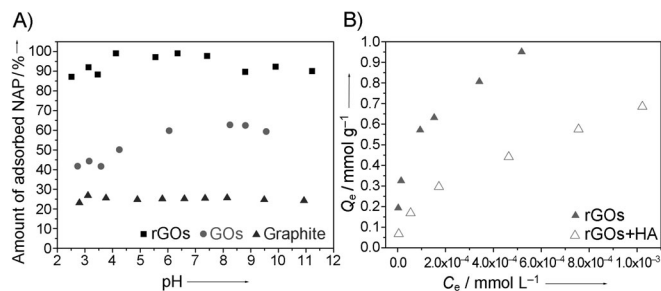 A)
Amount of adsorbed NAP/%→
100
90
80
70
60
50
40
30
20
10
0
■ rGOs ● GOs ▲ Graphite
2 3 4 5 6 7 8 9 10 11 12
pH ⟶
B)
Qe / mmol g⁻¹ ⟶
1.0
0.9
0.8
0.7
0.6
0.5
0.4
0.3
0.2
0.1
0.0
▲ rGOs
△ rGOs+HA
0.0 2.0×10⁻⁴ 4.0×10⁻⁴ 6×10⁻⁴ 8×10⁻⁴ 1.0×10⁻³
Ce / mmol L⁻¹ ⟶